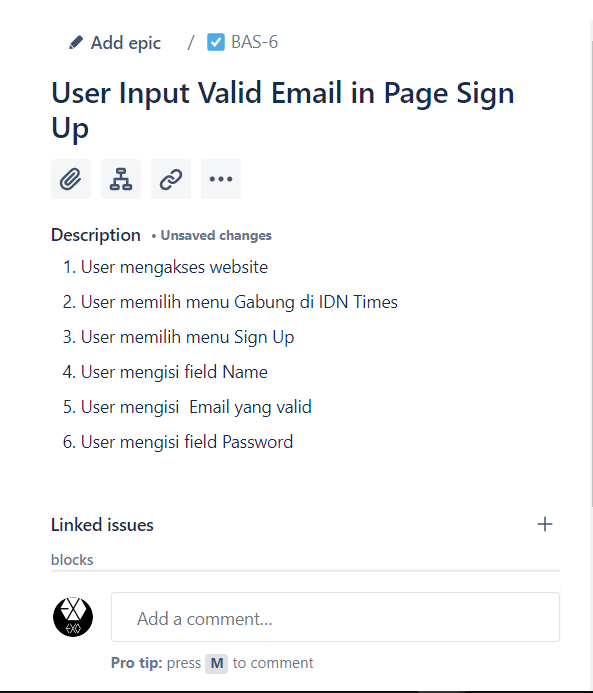 Add epic / BAS-6
User Input Valid Email in Page Sign
Up
Description • Unsaved changes
1. User mengakses website
2. User memilih menu Gabung di IDN Times
3. User memilih menu Sign Up
4. User mengisi field Name
5. User mengisi  Email yang valid
6. User mengisi field Password
Linked issues
blocks
EXO
Add a comment...
Pro tip: press M to comment